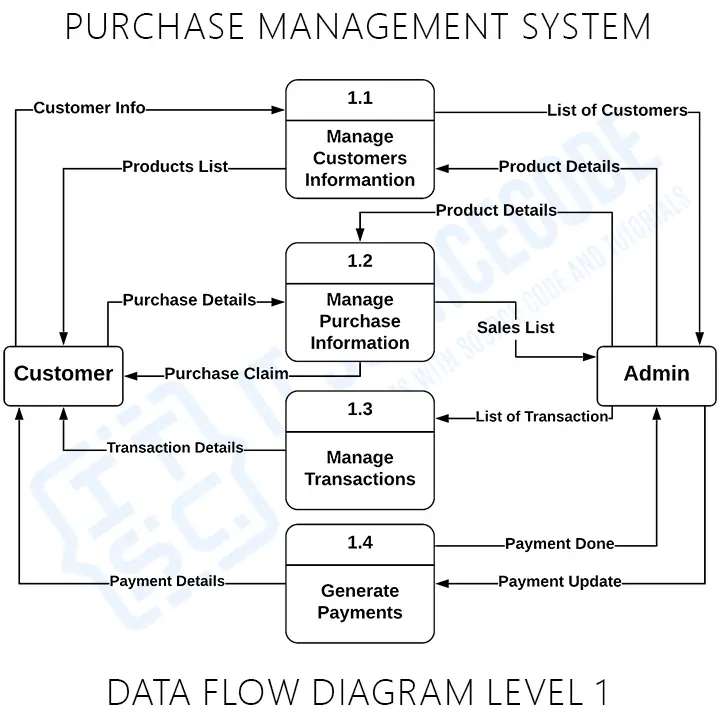 PURCHASE MANAGEMENT SYSTEM
1.1
Customer Info
List of Customers
Manage
Customers
Informantion
Products List
Product Details
Product Details
1.2
Purchase Details
Manage
Purchase
Information
Sales List
Customer
Purchase Claim
Admin
1.3
List of Transaction
Transaction Details
Manage
Transactions
1.4
Payment Done
Payment Details
Payment Update
Generate
Payments
DATA FLOW DIAGRAM LEVEL 1